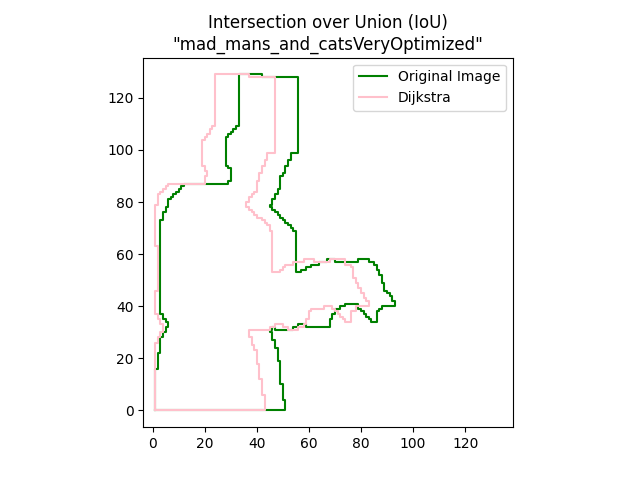 Intersection over Union (IoU)
"mad_mans_and_catsVeryOptimized"
Original Image
Dijkstra
120
100
80
60
40
20
0
0 20 40 60 80 100 120